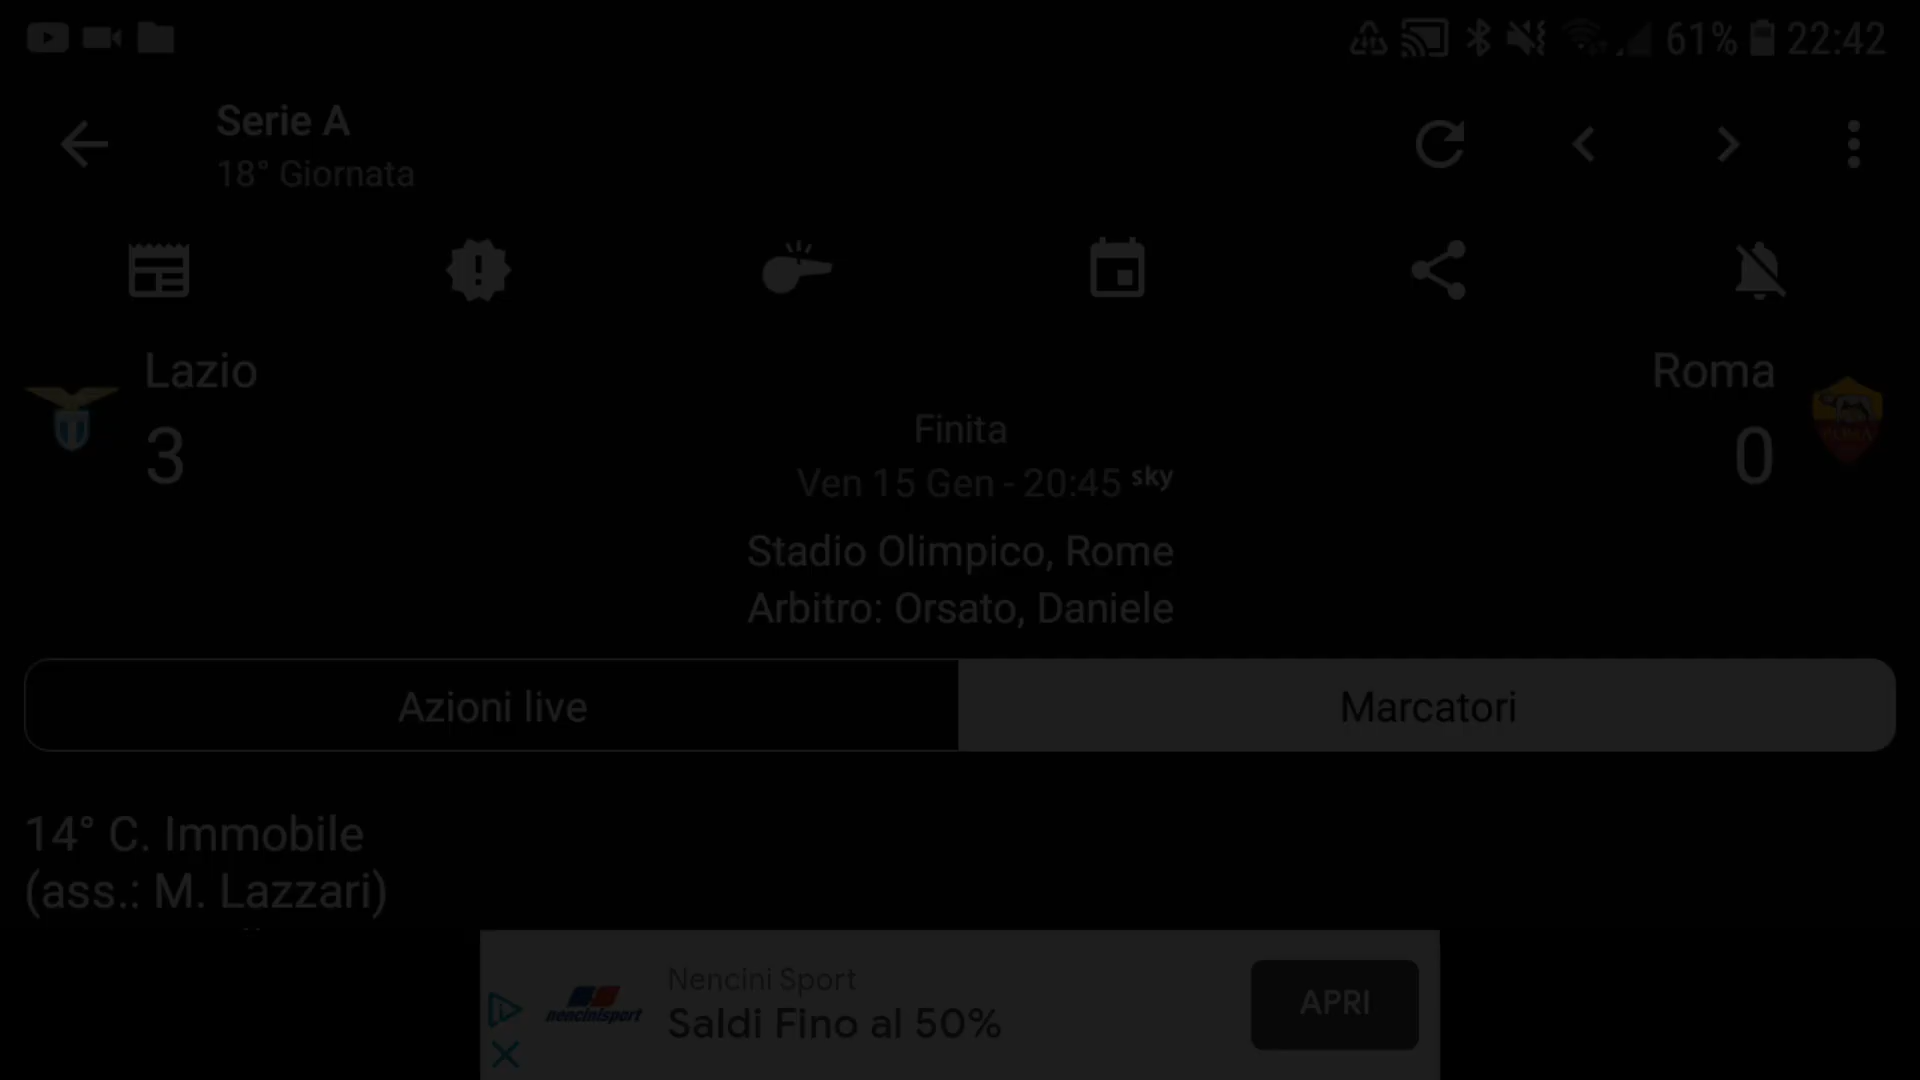 61% 22:42
Serie A
18° Giornata
Lazio
Roma
3
0
Finita
Ven 15 Gen - 20:45 sky
Stadio Olimpico, Rome
Arbitro: Orsato, Daniele
Azioni live
Marcatori
14° C. Immobile
(ass.: M. Lazzari)
Nencini Sport
nencinisport
Saldi Fino al 50%
APRI